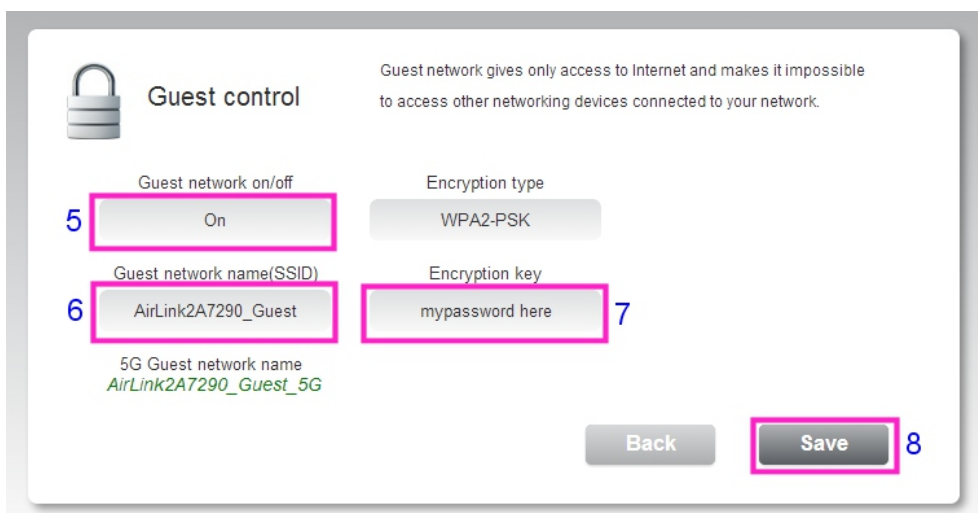 Guest control
Guest network gives only access to Internet and makes it impossible
to access other networking devices connected to your network.
Guest network on/off
Encryption type
5
On
WPA2-PSK
Guest network name(SSID)
Encryption key
6
AirLink2A7290_Guest
mypassword here
7
5G Guest network name
AirLink2A7290_Guest_5G
Back
Save
8